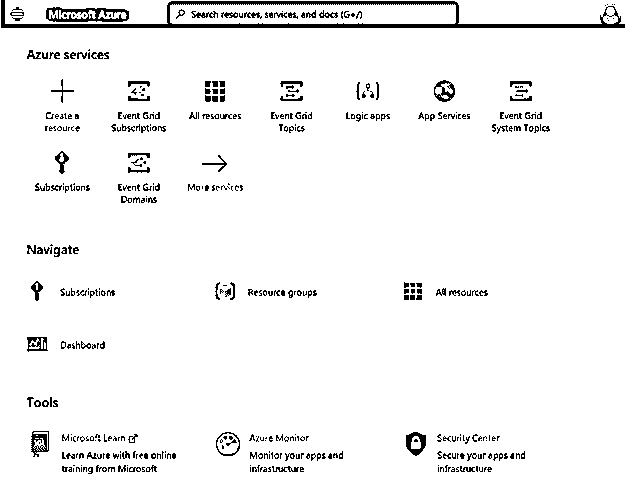 Microsoft Azure
Search resources, services, and docs (G+/)
Azure services
Create a resource
Event Grid Subscriptions
All resources
Event Grid Topics
Logic apps
App Services
Event Grid System Topics
Subscriptions
Event Grid Domains
More services
Navigate
Subscriptions
Resource groups
All resources
Dashboard
Tools
Microsoft Learn
Learn Azure with free online
training from Microsoft
Azure Monitor
Monitor your apps and
infrastructure
Security Center
Secure your apps and
infrastructure